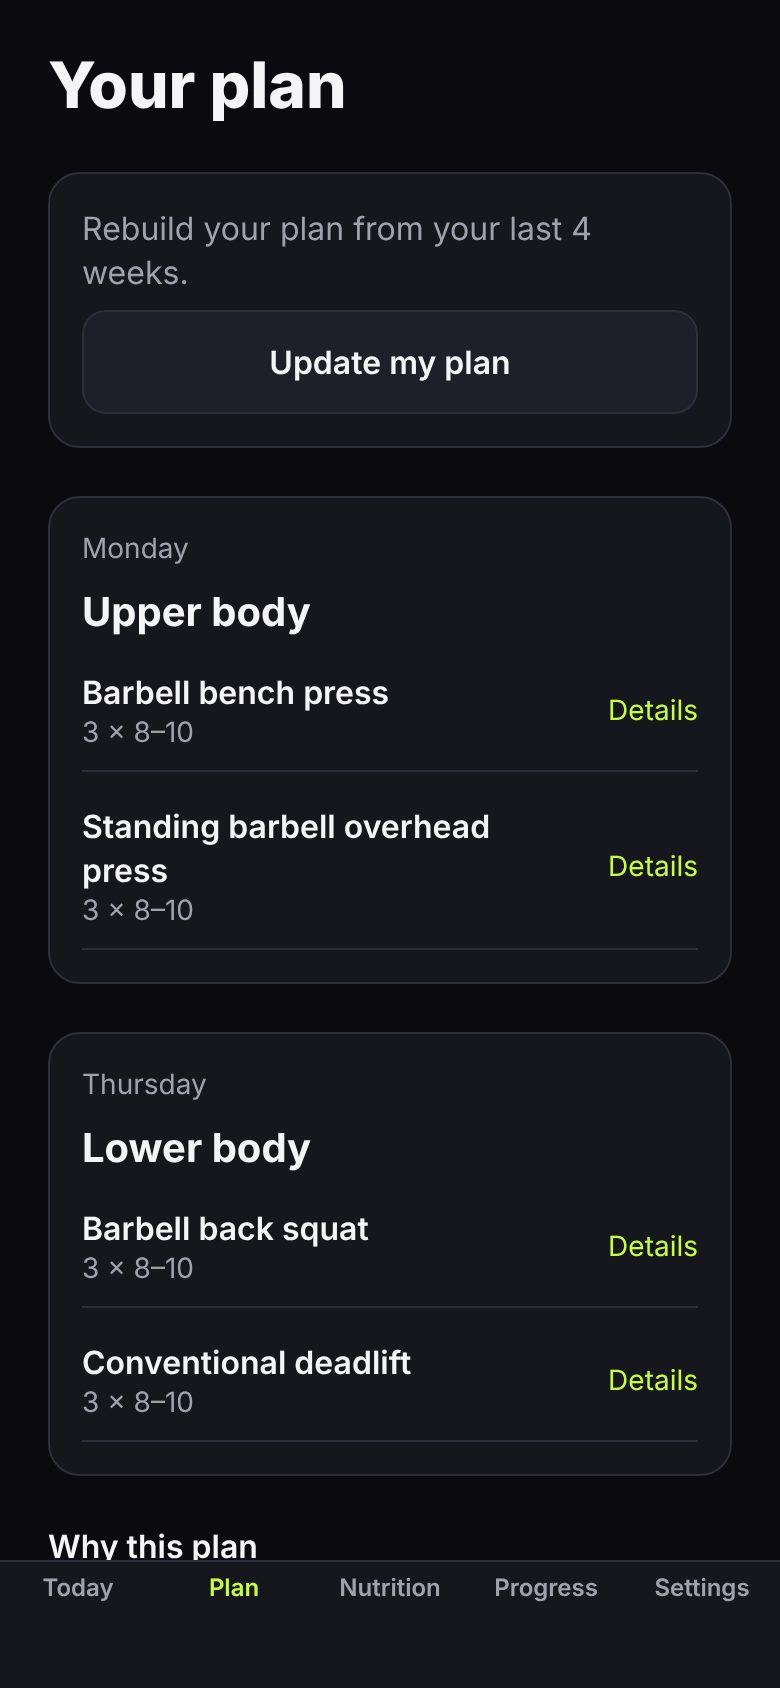 Your plan
Rebuild your plan from your last 4
weeks.
Update my plan
Monday
Upper body
Barbell bench press
3 × 8–10
Details
Standing barbell overhead
press
3 × 8–10
Details
Thursday
Lower body
Barbell back squat
3 × 8–10
Details
Conventional deadlift
3 × 8–10
Details
Why this plan
Today Plan Nutrition Progress Settings